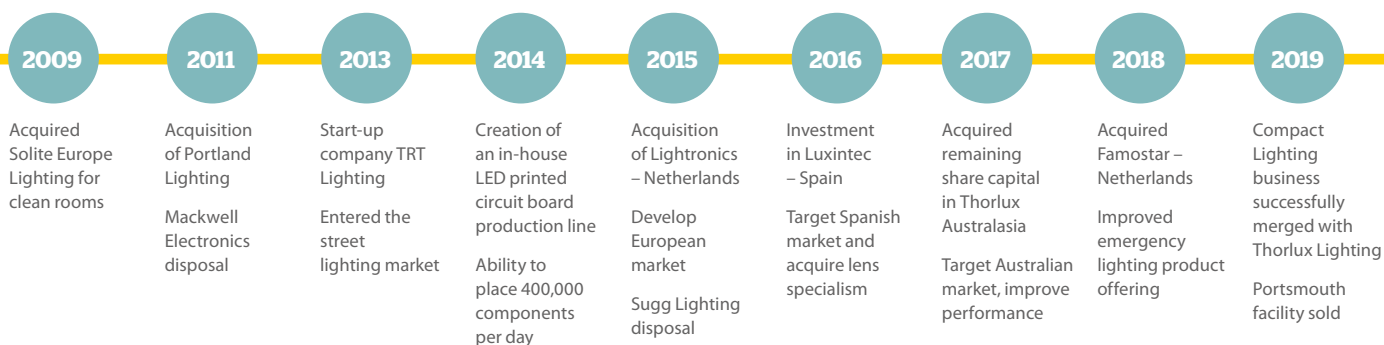 2009
Acquired
Solite Europe
Lighting for
clean rooms
2011
Acquisition
of Portland
Lighting
Mackwell
Electronics
disposal
2013
Start-up
company TRT
Lighting
Entered the
street
lighting market
2014
Creation of
an in-house
LED printed
circuit board
production line
Ability to
place 400,000
components
per day
2015
Acquisition
of Lightronics
– Netherlands
Develop
European
market
Sugg Lighting
disposal
2016
Investment
in Luxintec
– Spain
Target Spanish
market and
acquire lens
specialism
2017
Acquired
remaining
share capital
in Thorlux
Australasia
Target Australian
market, improve
performance
2018
Acquired
Famostar –
Netherlands
Improved
emergency
lighting product
offering
2019
Compact
Lighting
business
successfully
merged with
Thorlux Lighting
Portsmouth
facility sold